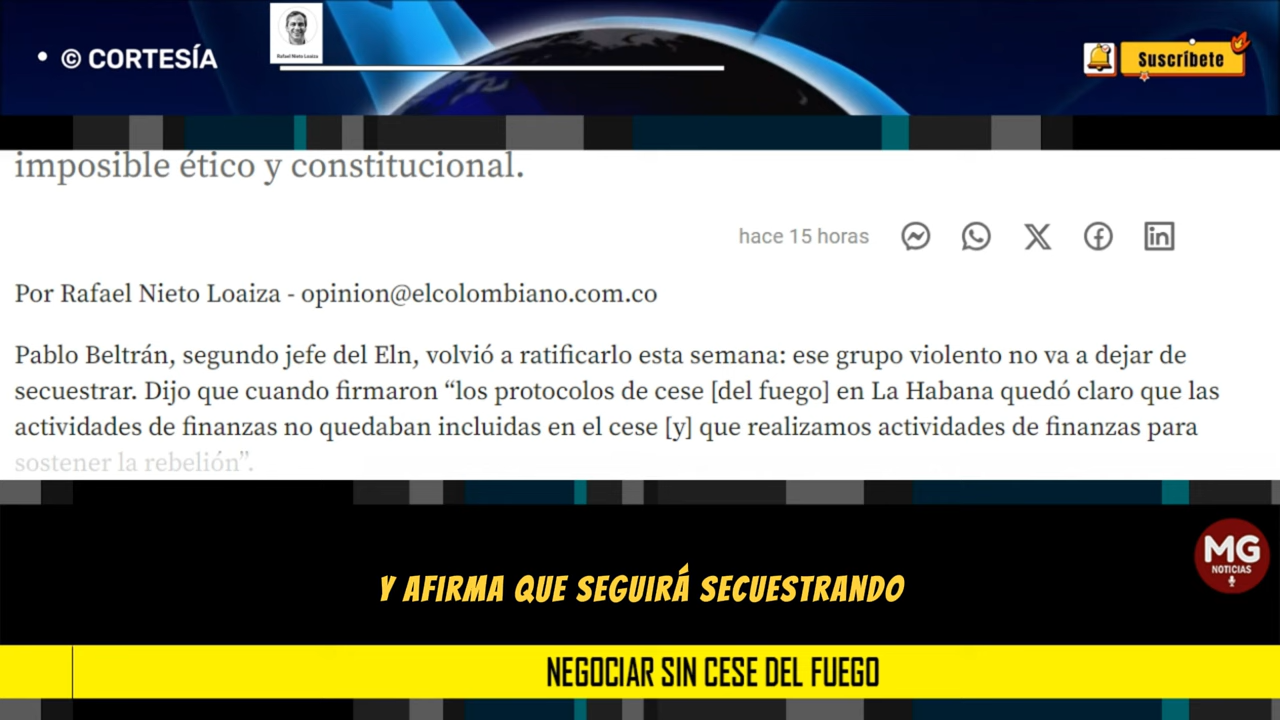 • © CORTESÍA
Rafael Nieto Loaiza
Suscríbete
imposible ético y constitucional.
hace 15 horas
Por Rafael Nieto Loaiza - opinion@elcolombiano.com.co
Pablo Beltrán, segundo jefe del Eln, volvió a ratificarlo esta semana: ese grupo violento no va a dejar de
secuestrar. Dijo que cuando firmaron “los protocolos de cese [del fuego] en La Habana quedó claro que las
actividades de finanzas no quedaban incluidas en el cese [y] que realizamos actividades de finanzas para
sostener la rebelión”.
MG
NOTICIAS
Y AFIRMA QUE SEGUIRÁ SECUESTRANDO
NEGOCIAR SIN CESE DEL FUEGO